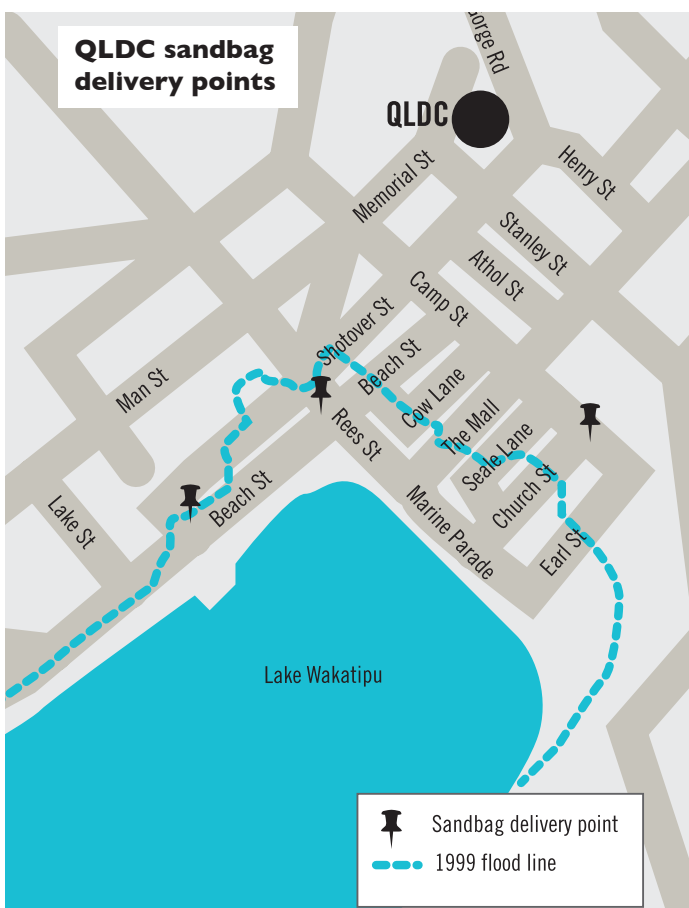 QLDC sandbag
delivery points
Gorge Rd
QLDC
Memorial St
Henry St
Stanley St
Athol St
Camp St
Shotover St
Beach St
Man St
Cow Lane
The Mall
Rees St
Seale Lane
Beach St
Church St
Lake St
Marine Parade
Earl St
Lake Wakatipu
Sandbag delivery point
1999 flood line